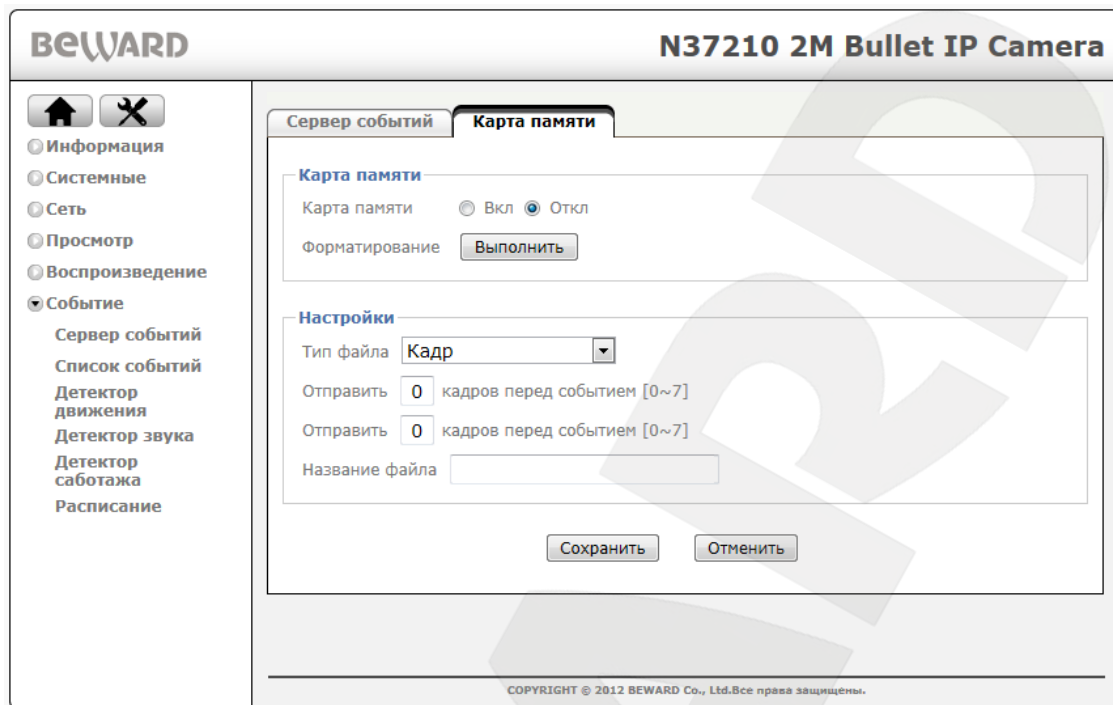 BEWARD
N37210 2M Bullet IP Camera
Информация
Системные
Сеть
Просмотр
Воспроизведение
Событие
Сервер событий
Список событий
Детектор
движения
Детектор звука
Детектор
саботажа
Расписание
Сервер событий
Карта памяти
Карта памяти
Карта памяти Вкл Откл
Форматирование Выполнить
Настройки
Тип файла Кадр
Отправить 0 кадров перед событием [0~7]
Отправить 0 кадров перед событием [0~7]
Название файла
Сохранить Отменить
COPYRIGHT © 2012 BEWARD Co., Ltd.Все права защищены.